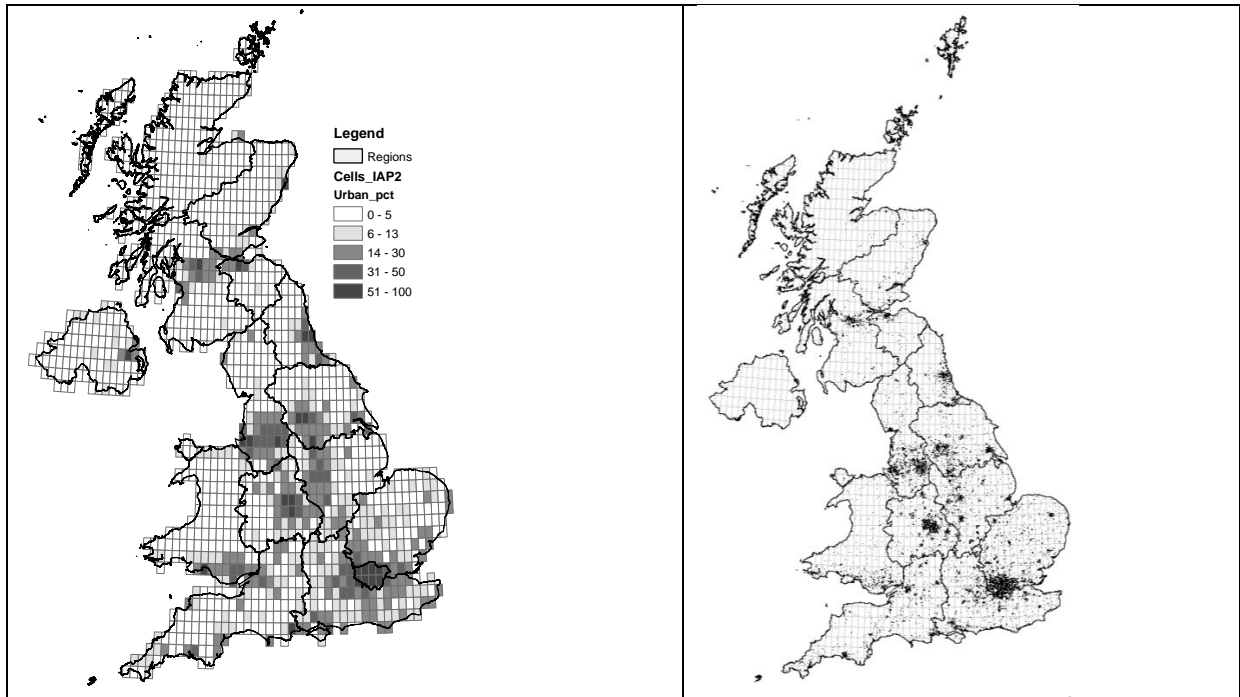 Legend
Regions
Cells_IAP2
Urban_pct
0 - 5
6 - 13
14 - 30
31 - 50
51 - 100